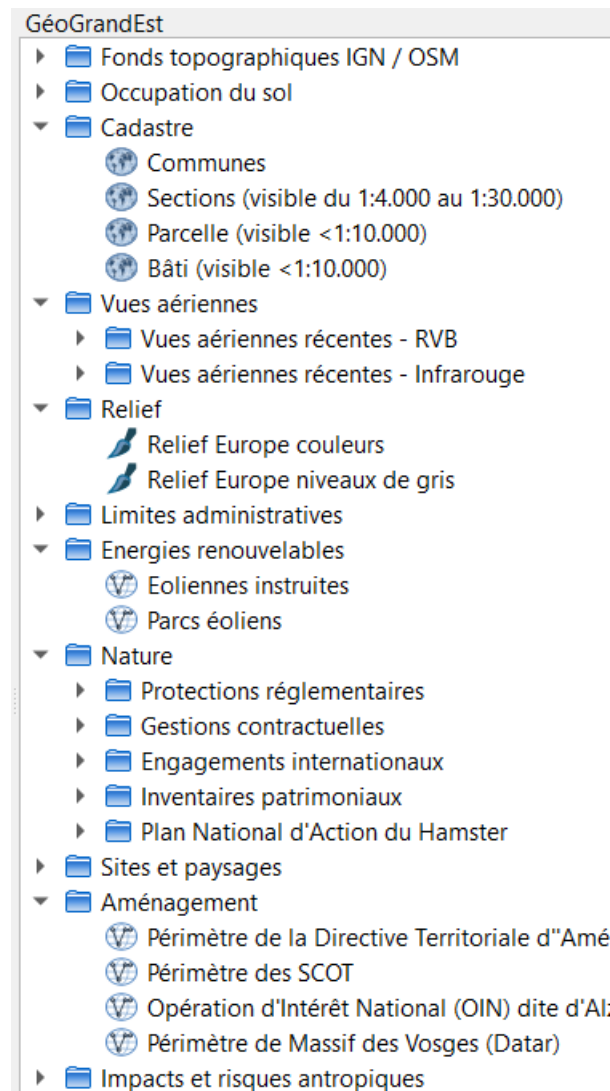 GéoGrandEst
Fonds topographiques IGN / OSM
Occupation du sol
Cadastre
Communes
Sections (visible du 1:4.000 au 1:30.000)
Parcelle (visible <1:10.000)
Bâti (visible <1:10.000)
Vues aériennes
Vues aériennes récentes - RVB
Vues aériennes récentes - Infrarouge
Relief
Relief Europe couleurs
Relief Europe niveaux de gris
Limites administratives
Energies renouvelables
Eoliennes instruites
Parcs éoliens
Nature
Protections réglementaires
Gestions contractuelles
Engagements internationaux
Inventaires patrimoniaux
Plan National d'Action du Hamster
Sites et paysages
Aménagement
Périmètre de la Directive Territoriale d''Amé
Périmètre des SCOT
Opération d'Intérêt National (OIN) dite d'Alz
Périmètre de Massif des Vosges (Datar)
Impacts et risques antropiques